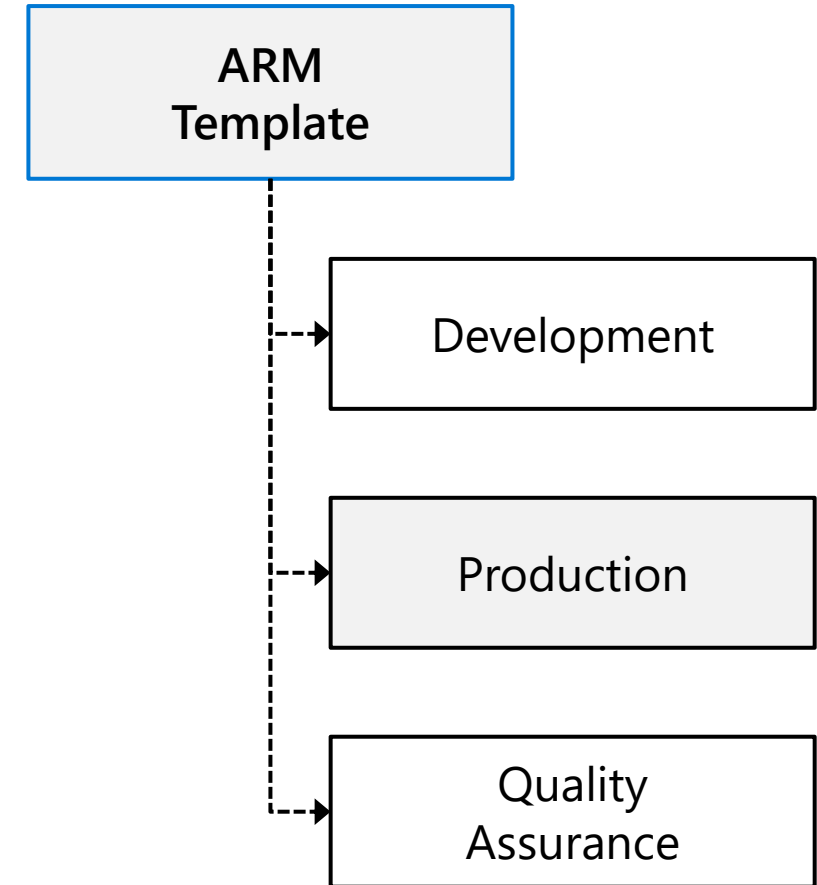 ARM
Template
Development
Production
Quality
Assurance